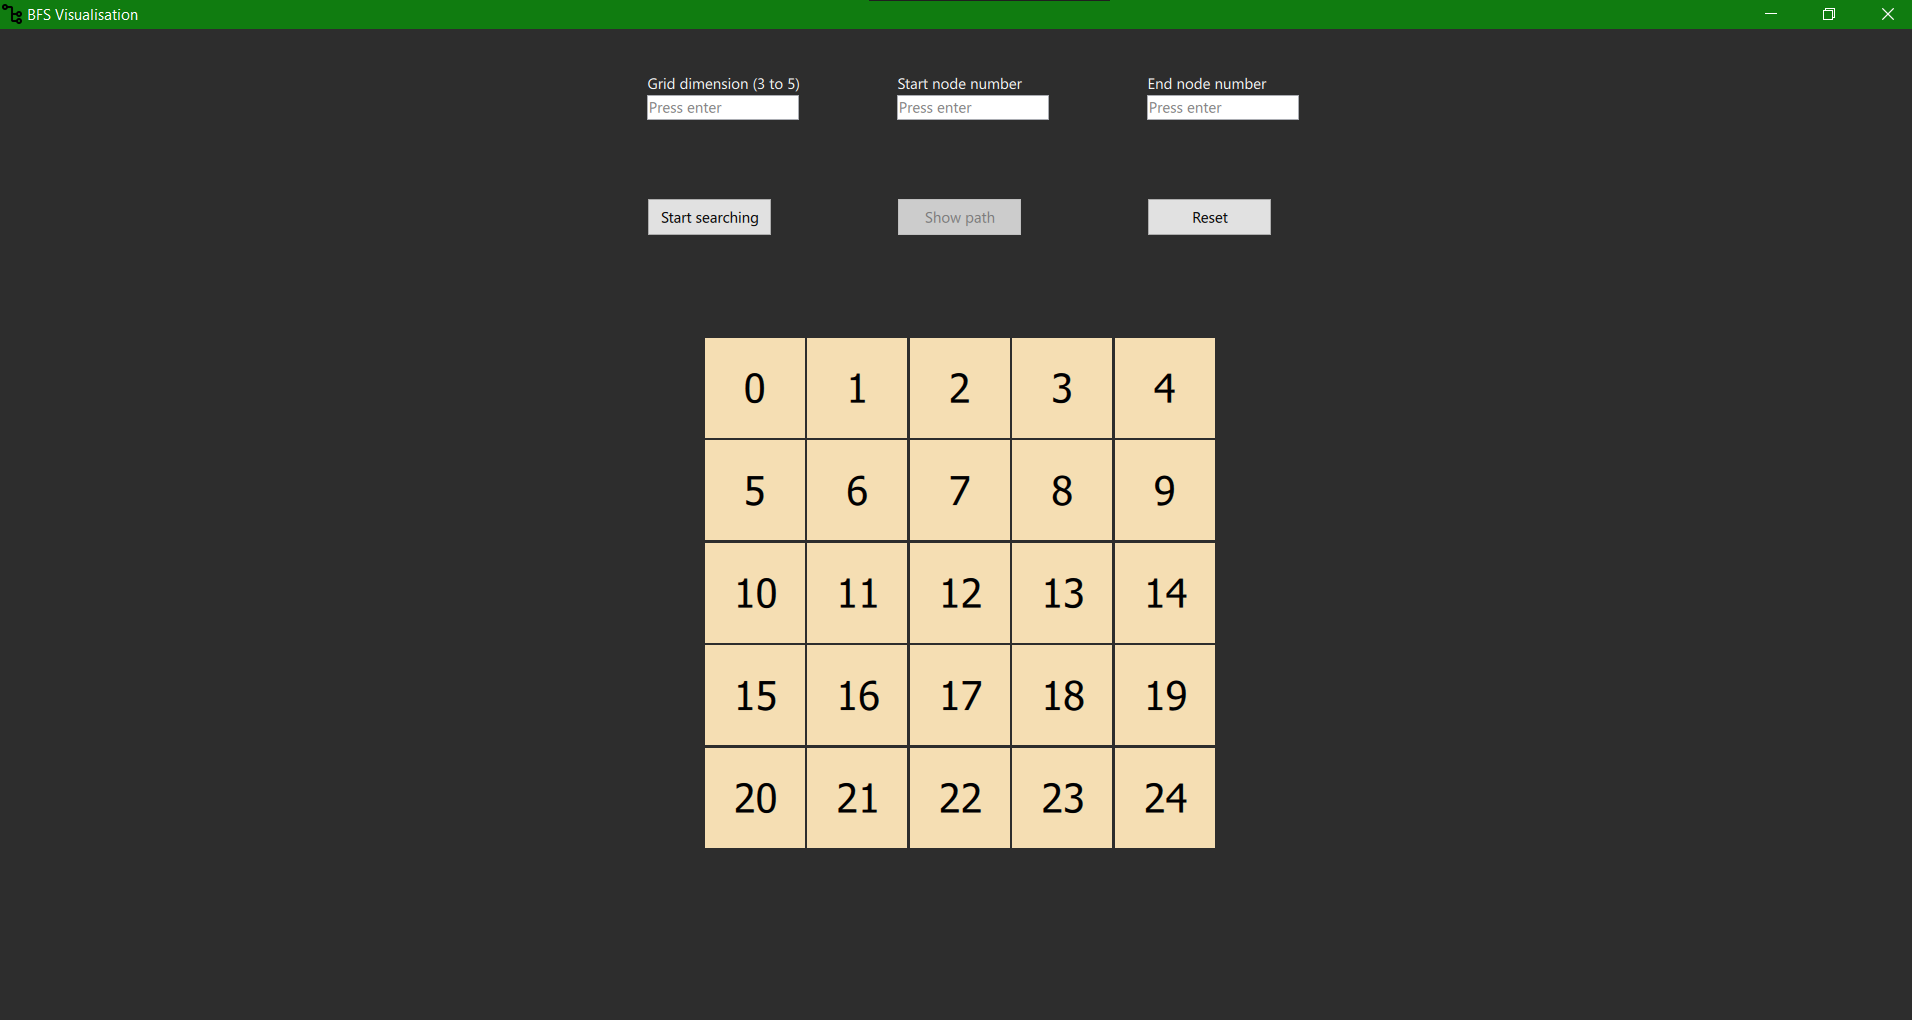 BFS Visualisation
Grid dimension (3 to 5) Start node number End node number
Press enter Press enter Press enter
Start searching Show path Reset
0 1 2 3 4
5 6 7 8 9
10 11 12 13 14
15 16 17 18 19
20 21 22 23 24